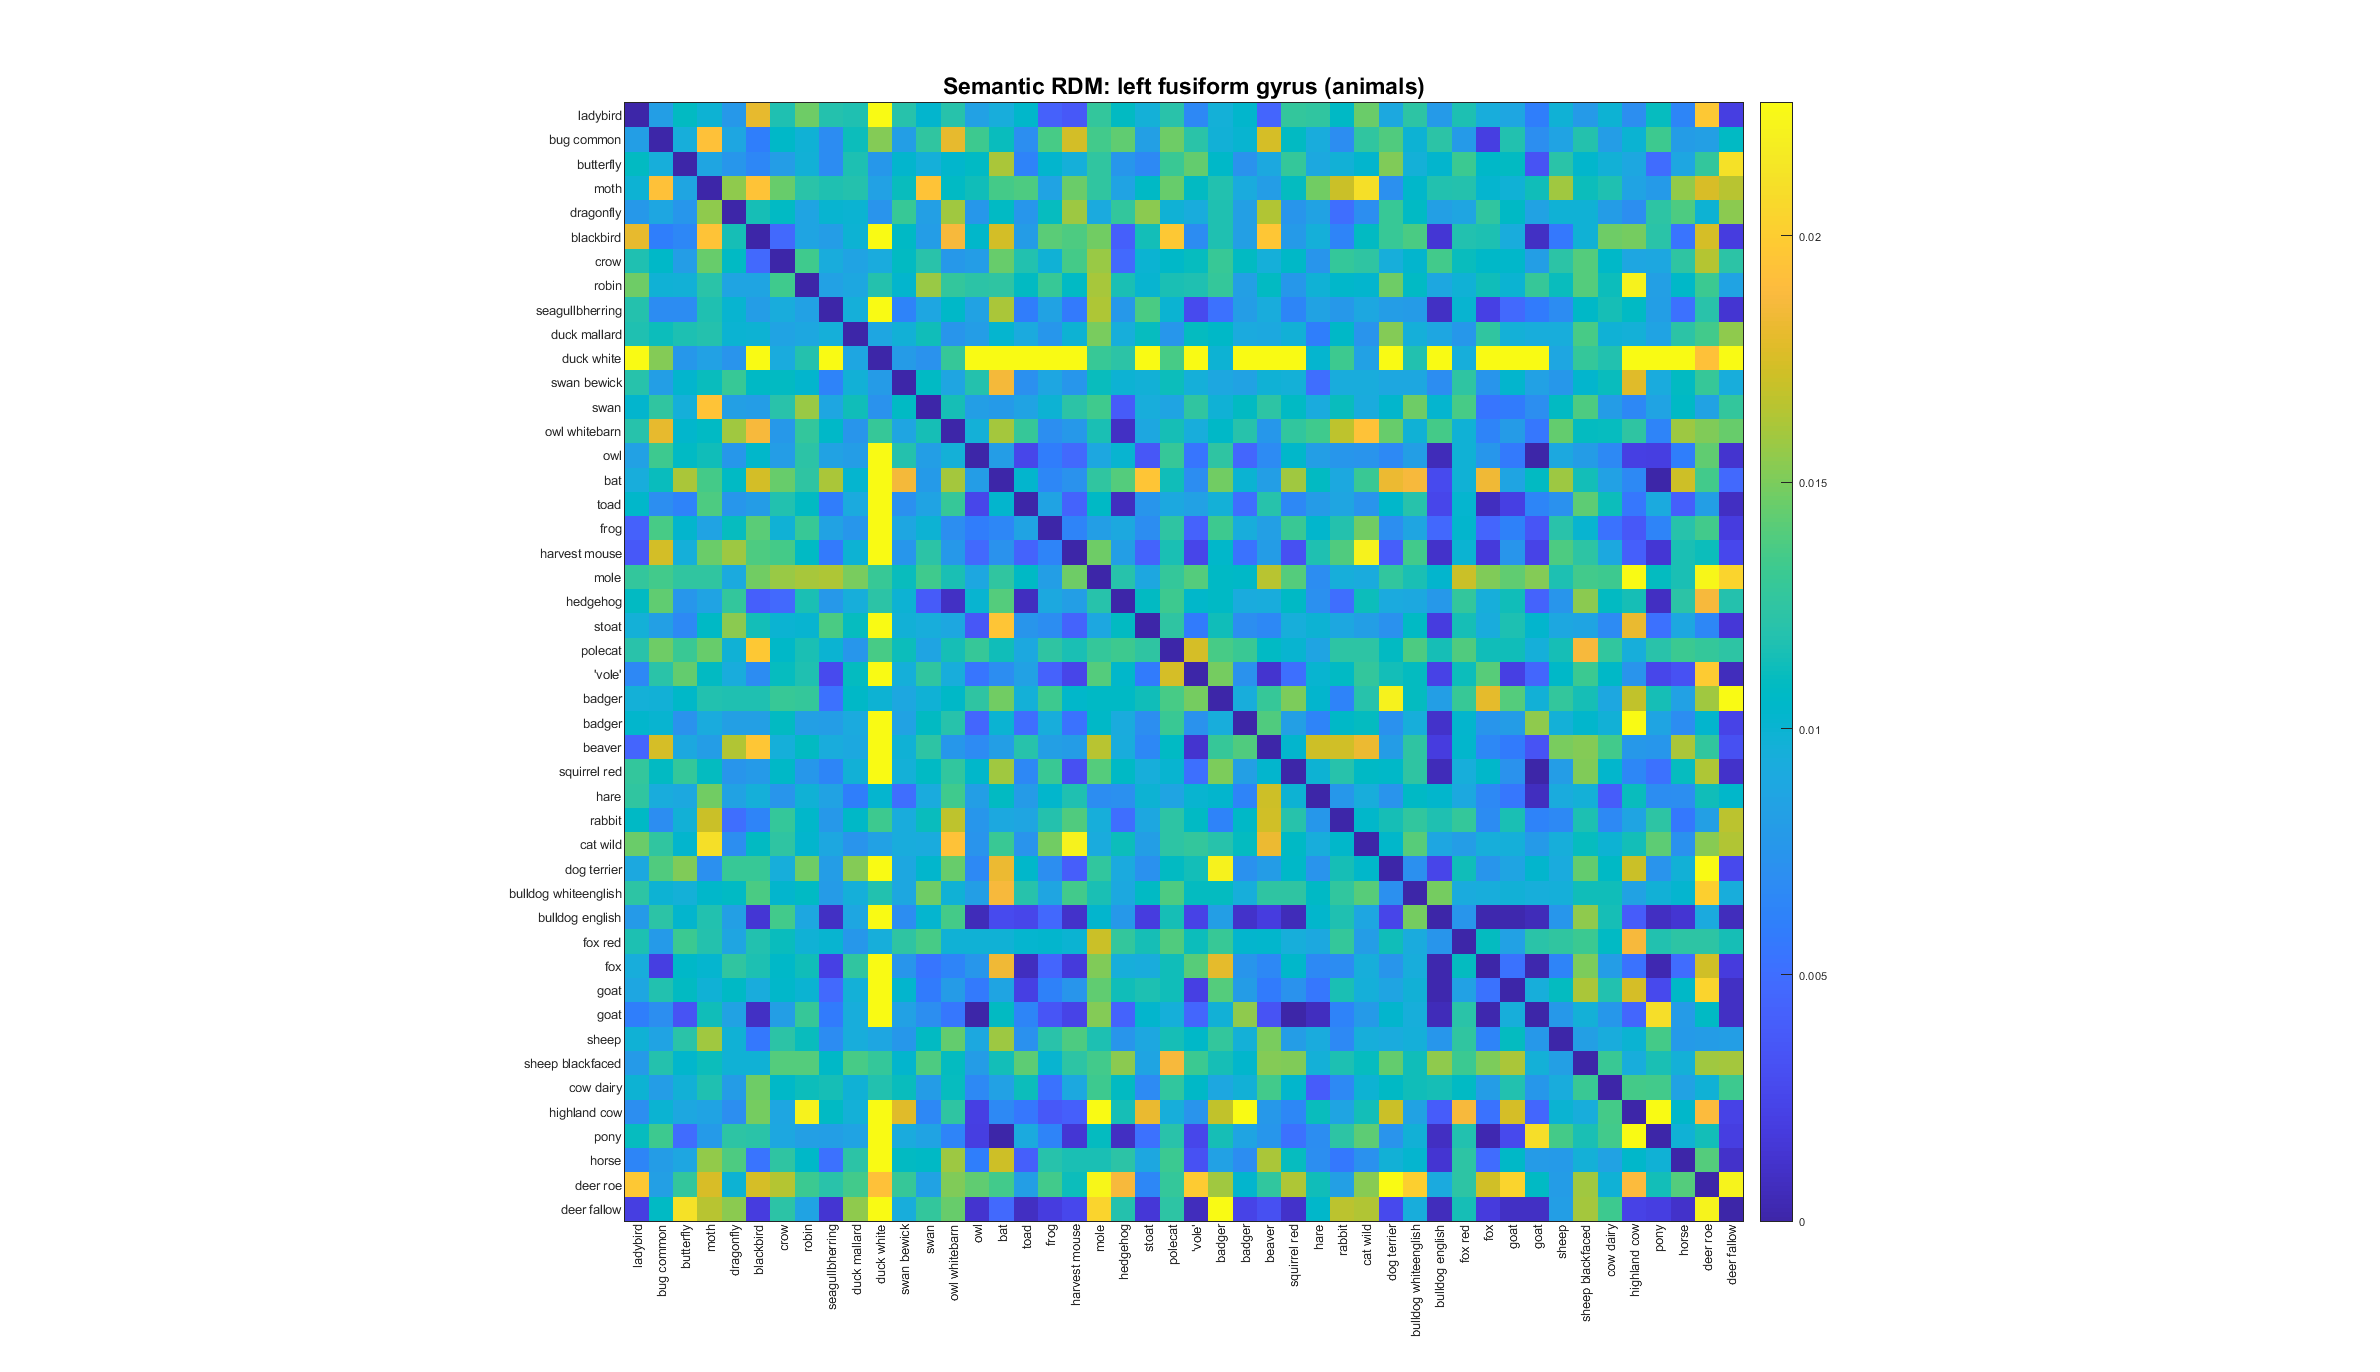 Semantic RDM: left fusiform gyrus (animals)
ladybird
bug common
butterfly
moth
dragonfly
blackbird
crow
robin
seagullbherring
duck mallard
duck white
swan bewick
swan
owl whitebarn
owl
bat
toad
frog
harvest mouse
mole
hedgehog
stoat
polecat
'vole'
badger
badger
beaver
squirrel red
hare
rabbit
cat wild
dog terrier
bulldog whiteenglish
bulldog english
fox red
fox
goat
goat
sheep
sheep blackfaced
cow dairy
highland cow
pony
horse
deer roe
deer fallow
ladybird
bug common
butterfly
moth
dragonfly
blackbird
crow
robin
seagullbherring
duck mallard
duck white
swan bewick
swan
owl whitebarn
owl
bat
toad
frog
harvest mouse
mole
hedgehog
stoat
polecat
'vole'
badger
badger
beaver
squirrel red
hare
rabbit
cat wild
dog terrier
bulldog whiteenglish
bulldog english
fox red
fox
goat
goat
sheep
sheep blackfaced
cow dairy
highland cow
pony
horse
deer roe
deer fallow
0.02
0.015
0.01
0.005
0